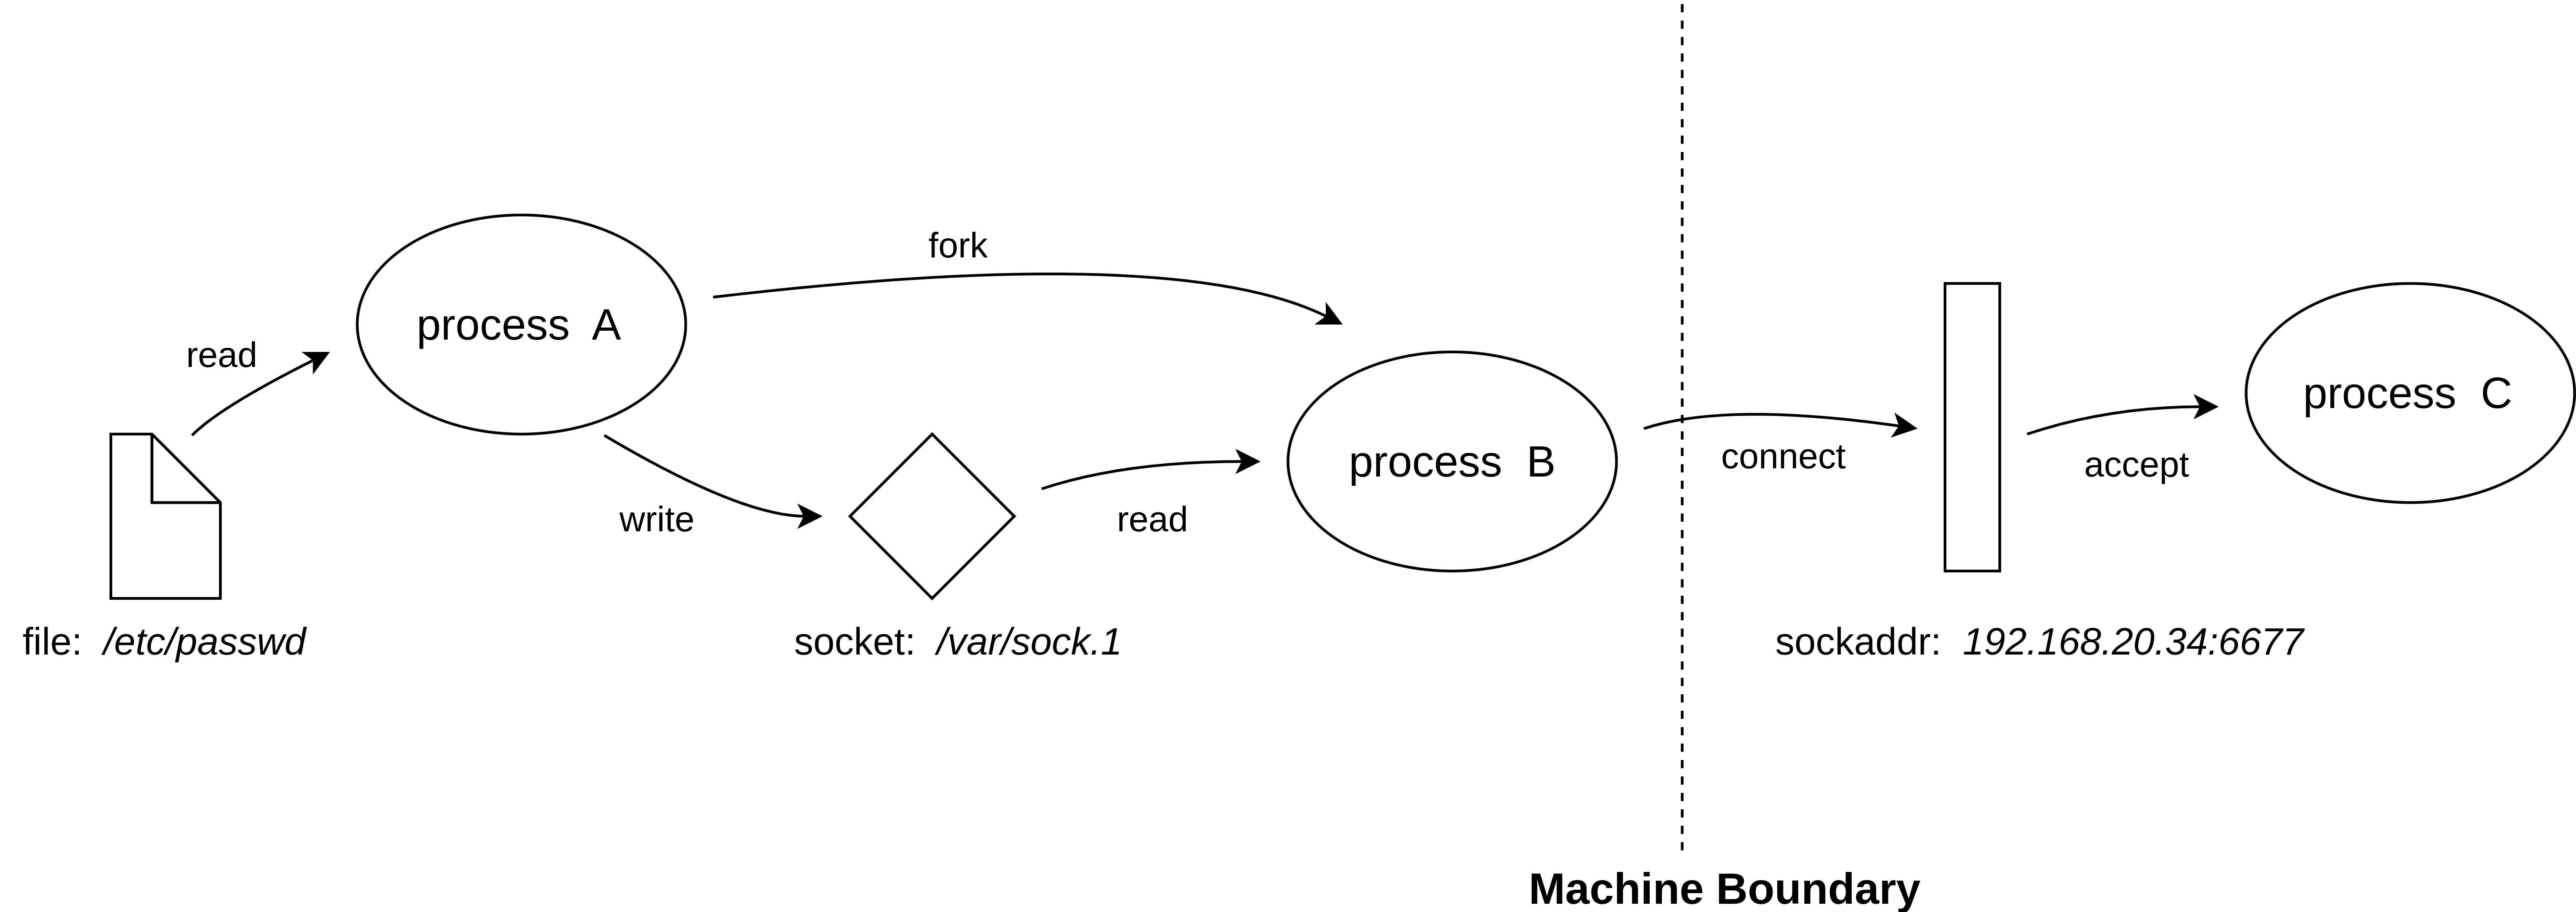 fork
process A
read
process C
process B
connect
accept
write
read
file: /etc/passwd
socket: /var/sock.1
sockaddr: 192.168.20.34:6677
Machine Boundary